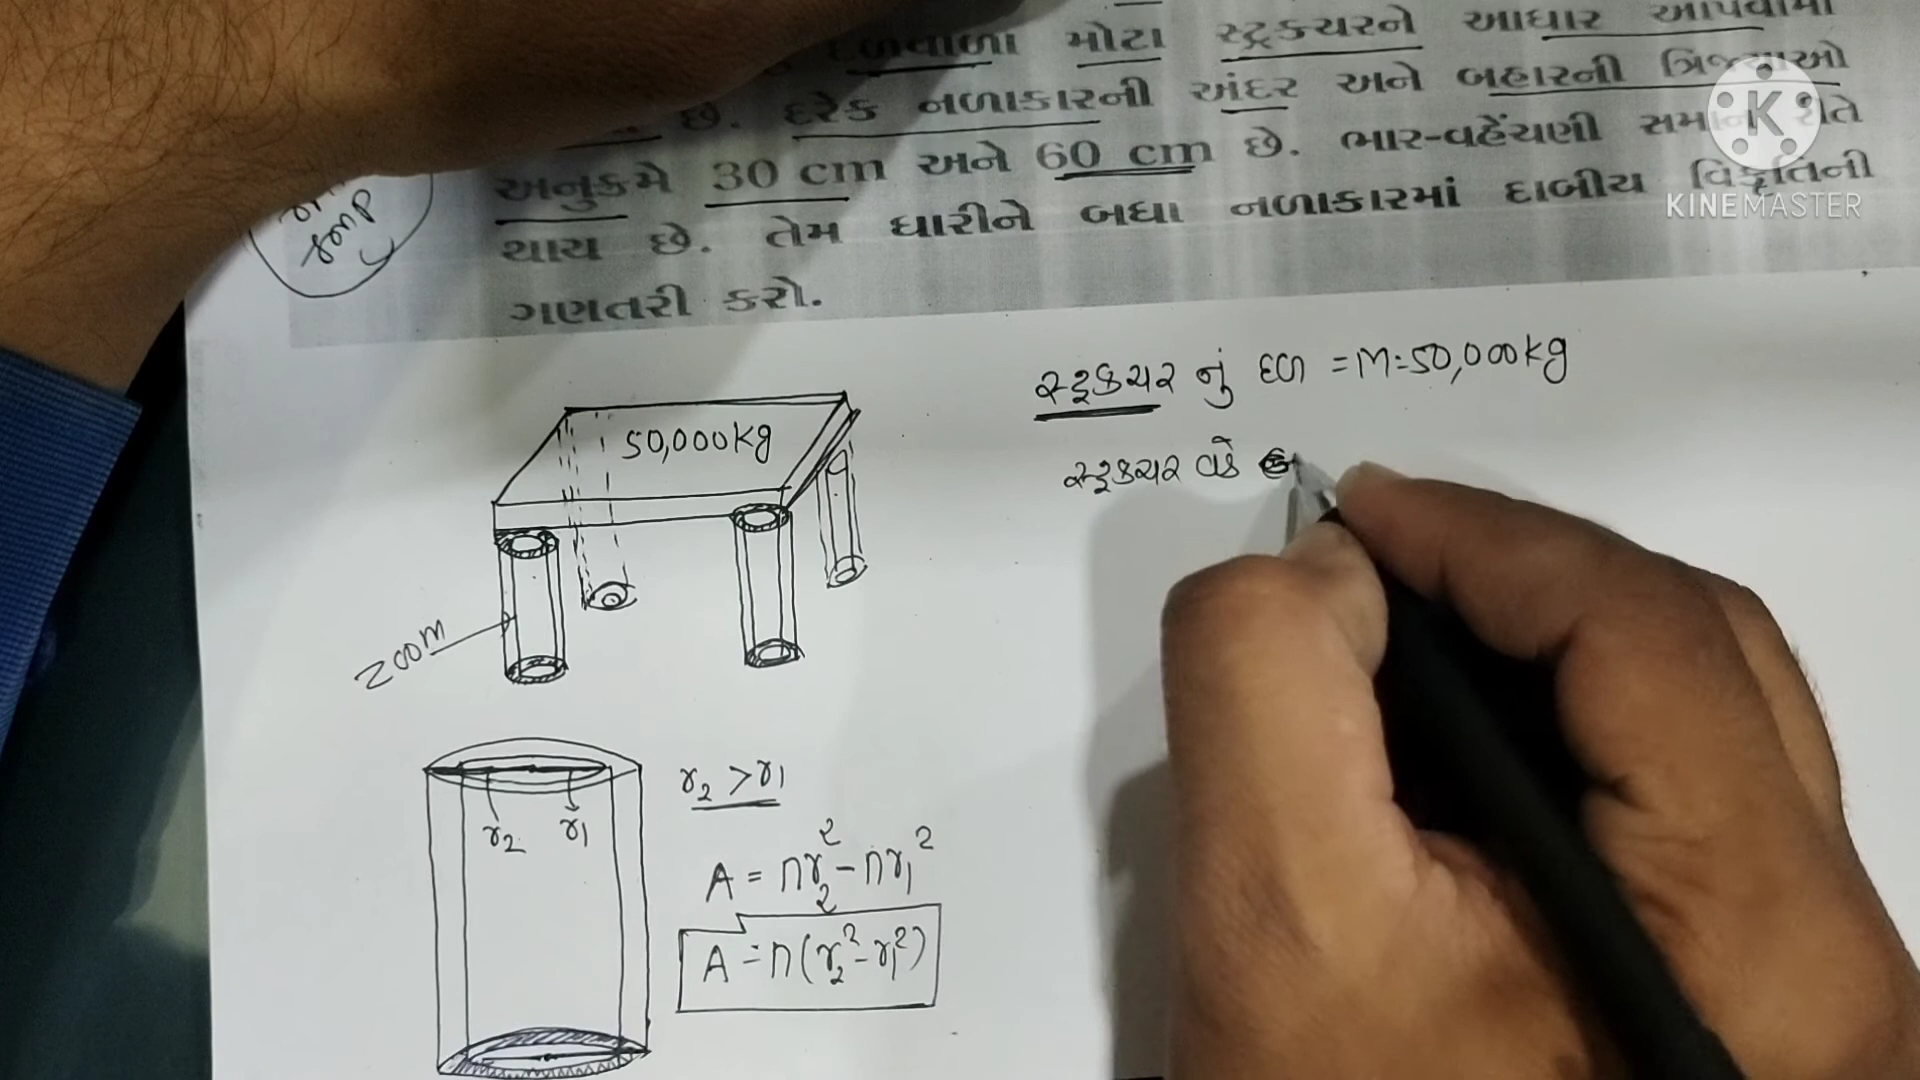 મોટા સ્ટ્રક્ચરને આધાર આપવામાં
છે. દરેક નળાકારની અંદર અને બહારની ત્રિજ્યાઓ
અનુક્રમે 30 cm અને 60 cm છે. ભાર-વહેંચણી સમાન રીતે
થાય છે. તેમ ધારીને બધા નળાકારમાં દાબીય વિકૃતિની
ગણતરી કરો.
K
KINEMASTER
સ્ટ્રક્ચર નું દળ = M = 50,000 kg
50,000 kg
સ્ટ્રક્ચર વડે
zoom
r₂ > r₁
r₂ r₁
A = πr₂² - πr₁²
A = π(r₂² - r₁²)